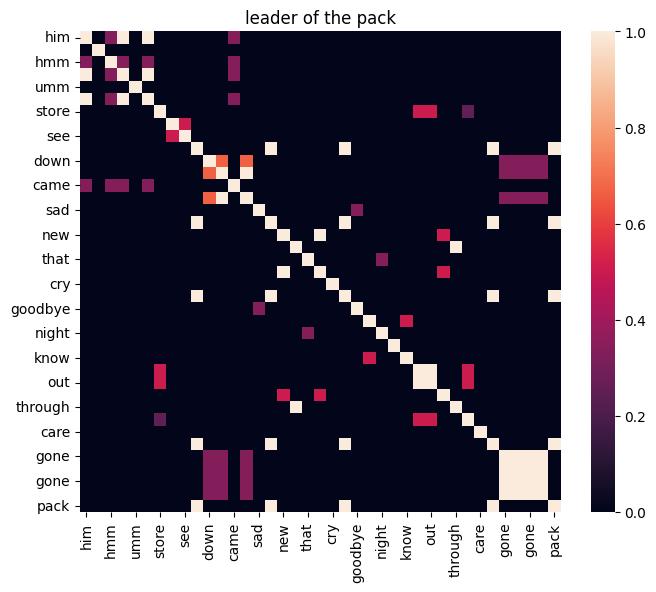 leader of the pack
him
hmm
umm
store
see
down
came
sad
new
that
cry
goodbye
night
know
out
through
care
gone
gone
pack
him hmm umm store see down came sad new that cry goodbye night know out through care gone gone pack
1.0
0.8
0.6
0.4
0.2
0.0